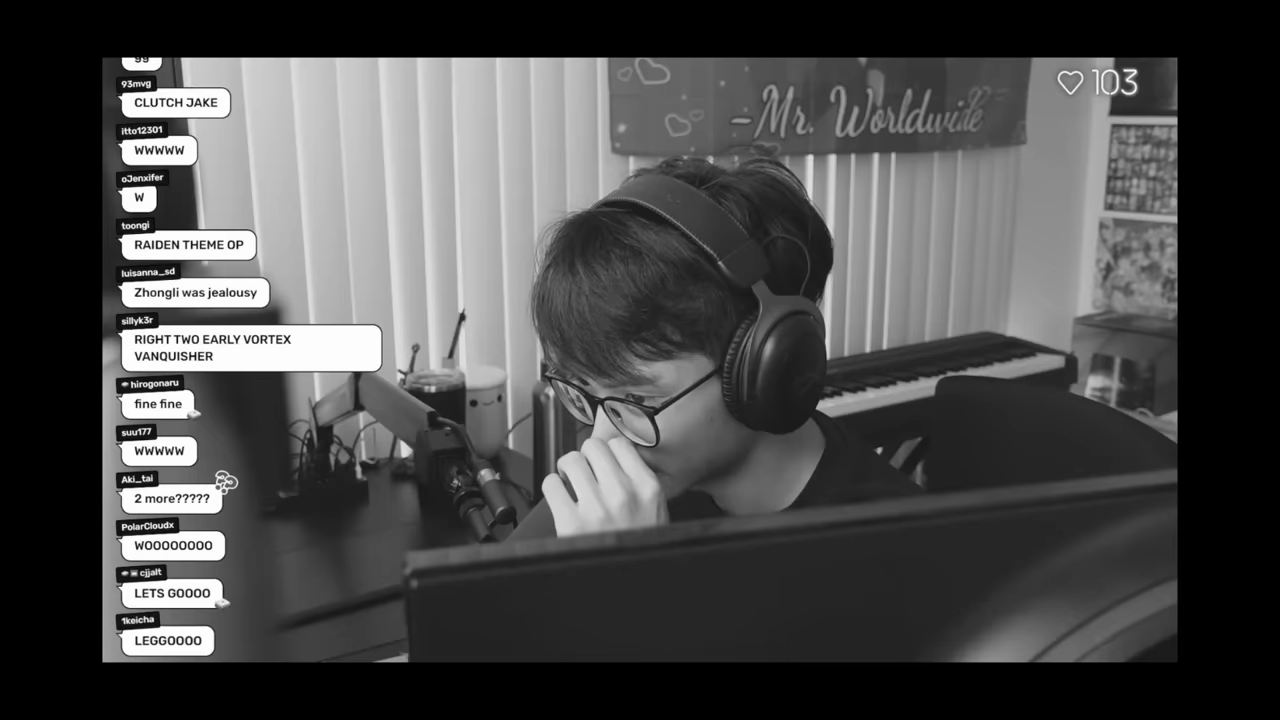 99
93mvg
CLUTCH JAKE
itto12301
WWWWW
oJenxifer
W
toongi
RAIDEN THEME OP
luisanna_sd
Zhongli was jealousy
sillyk3r
RIGHT TWO EARLY VORTEX
VANQUISHER
hirogonaru
fine fine
suu177
WWWWW
Aki_tai
2 more?????
PolarCloudx
WOOOOOOOO
cjjalt
LETS GOOOO
1keicha
LEGGOOOO
-Mr. Worldwide
103